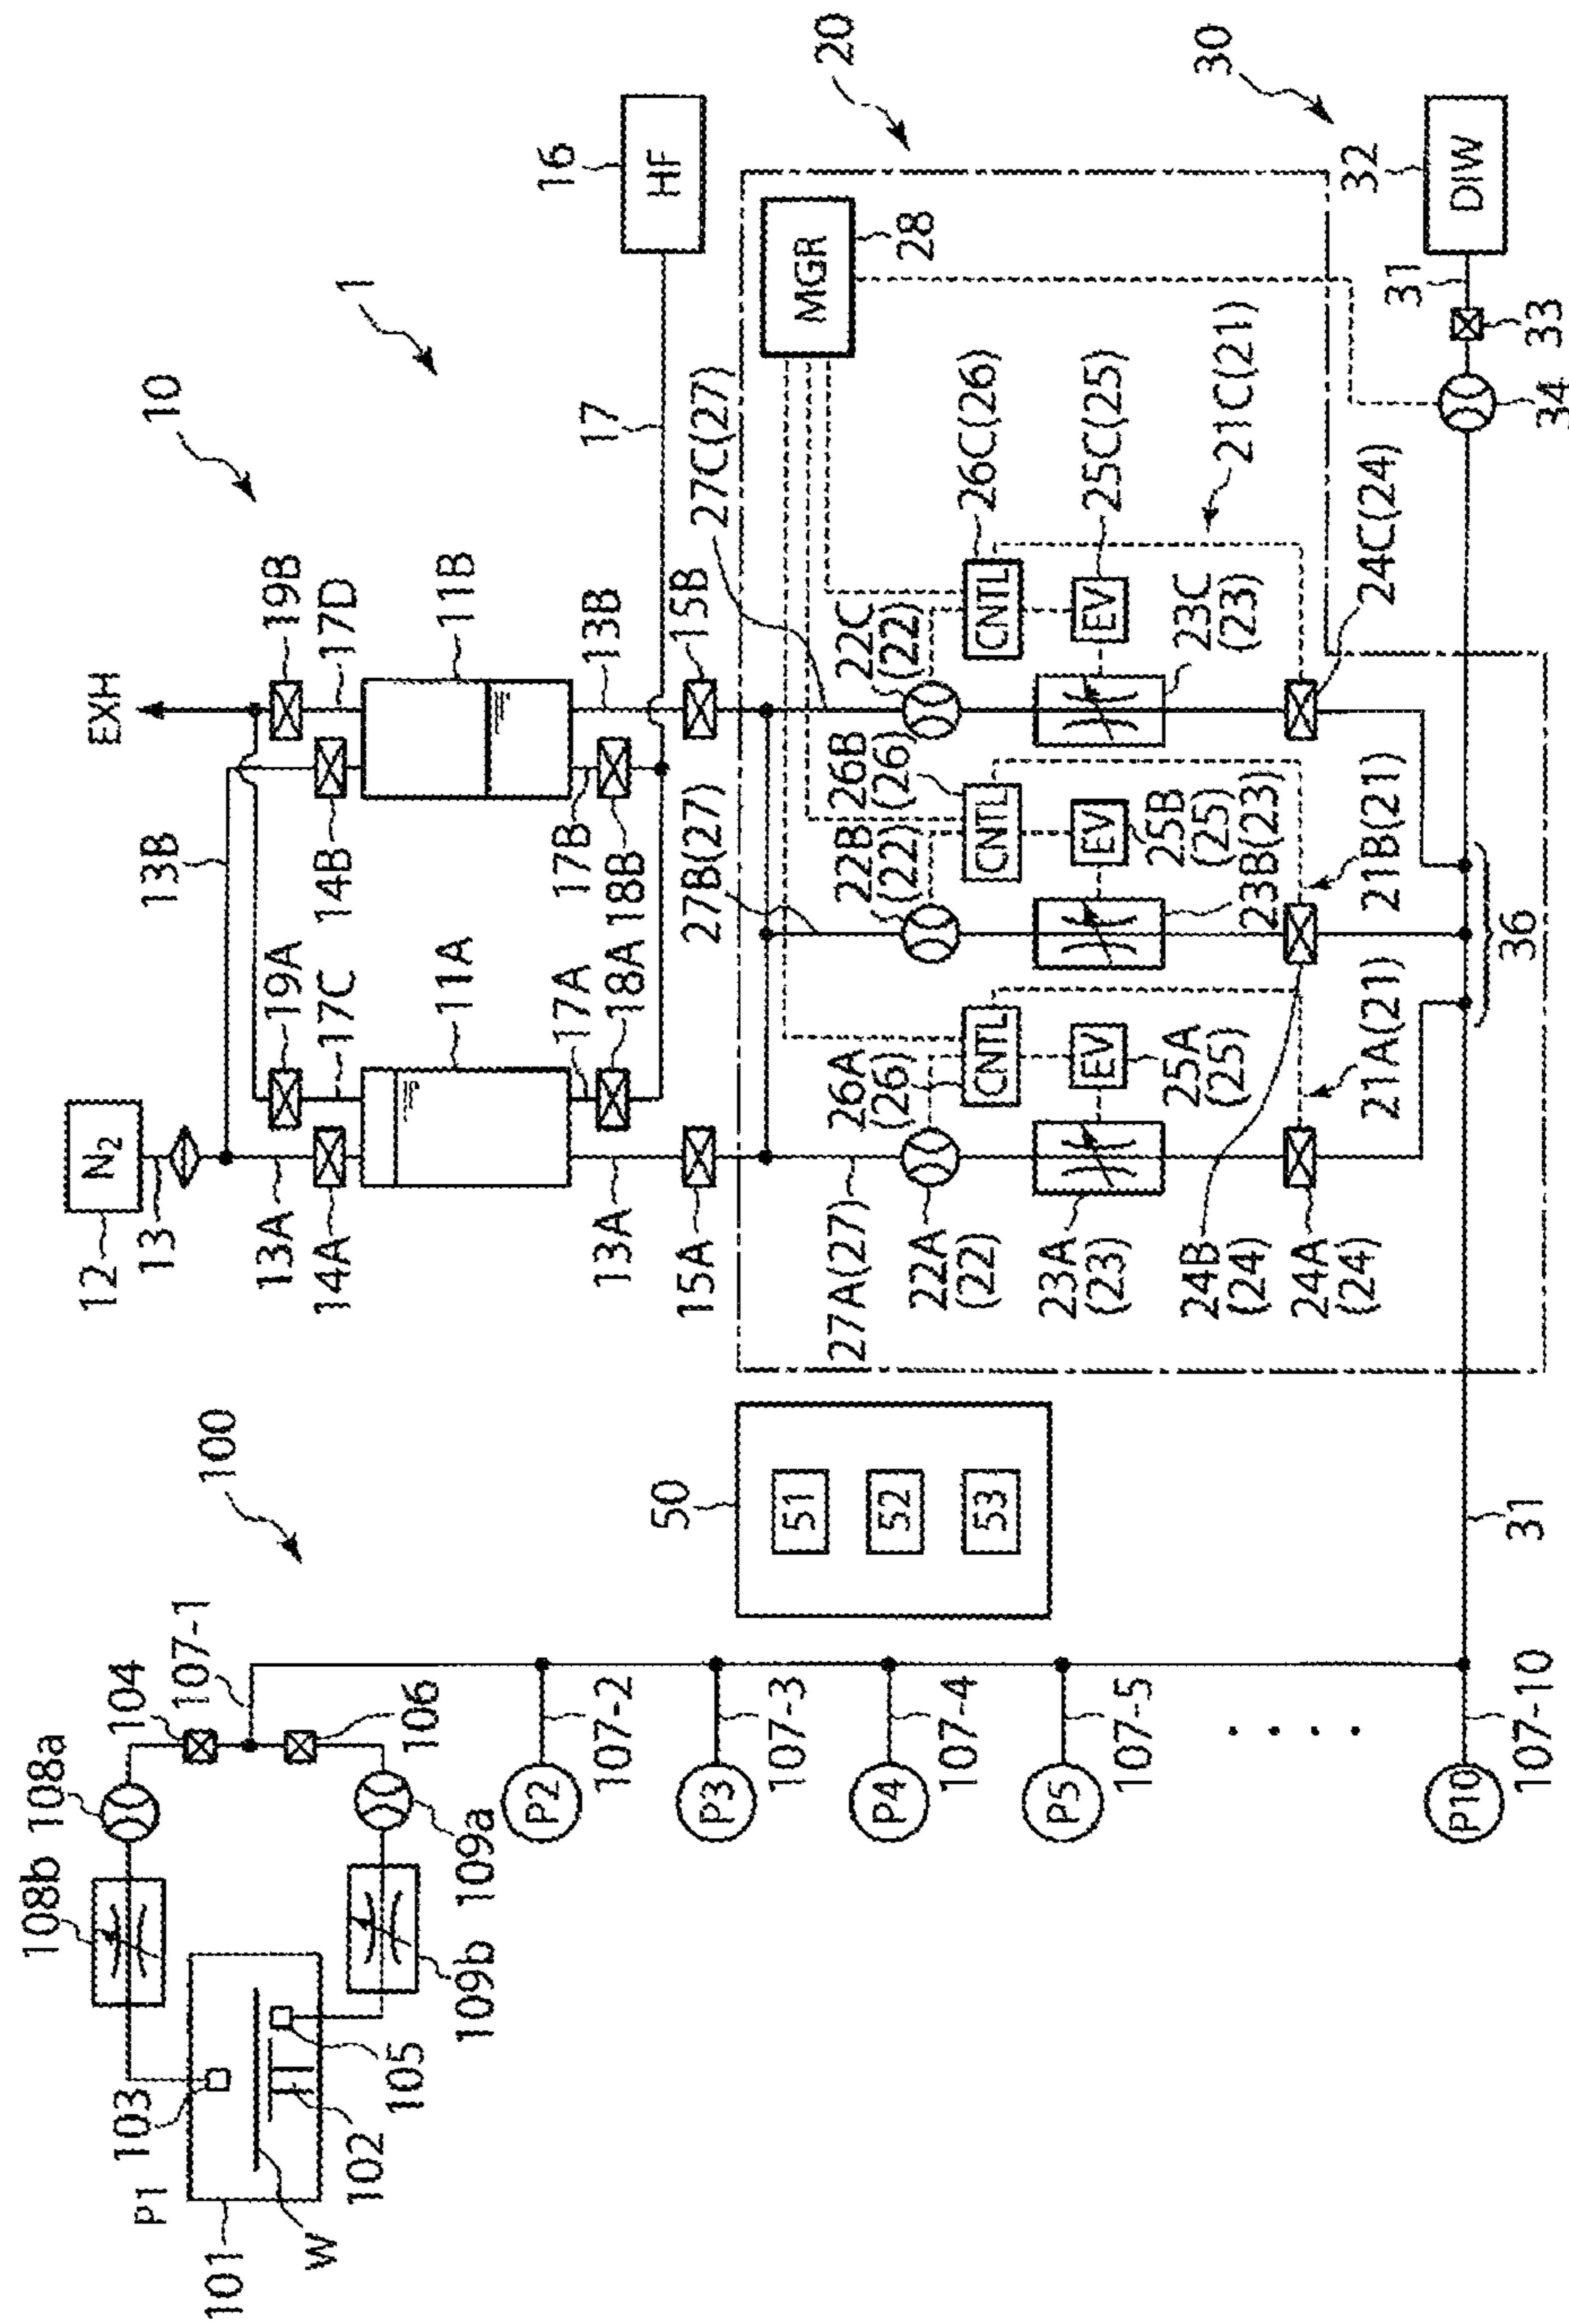 100
10
1
20
30
12
N₂
13
13A
14A
19A
17C
11A
17A
18A
13A
15A
13B
14B
EXH
19B
17D
11B
17B
18B
13B
15B
17
16
HF
27A(27)
27B(27)
27C(27)
MGR
28
22A
(22)
22B
(22)
22C
(22)
26A
(26)
26B
(26)
26C(26)
CNTL
CNTL
CNTL
EV
EV
EV
25A
(25)
25B
(25)
25C(25)
23A
(23)
23B(23)
23C
(23)
24B
(24)
24A
(24)
24C(24)
21A(21)
21B(21)
21C(21)
36
32
DIW
31
33
34
50
51
52
53
31
108b
108a
104
107-1
106
109a
109b
103
P1
101
W
102
105
P2
107-2
P3
107-3
P4
107-4
P5
107-5
. . . .
P10
107-10